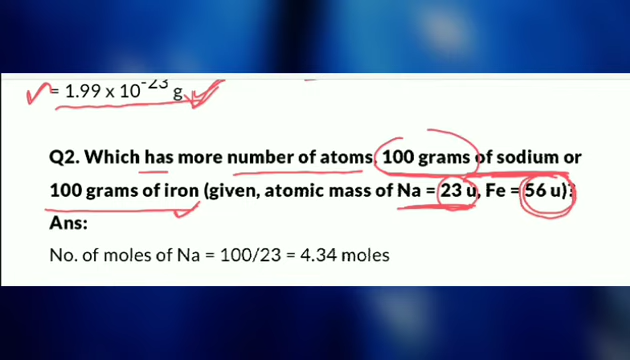 = 1.99 x 10⁻²³ g
Q2. Which has more number of atoms, 100 grams of sodium or
100 grams of iron (given, atomic mass of Na = 23 u, Fe = 56 u)?
Ans:
No. of moles of Na = 100/23 = 4.34 moles